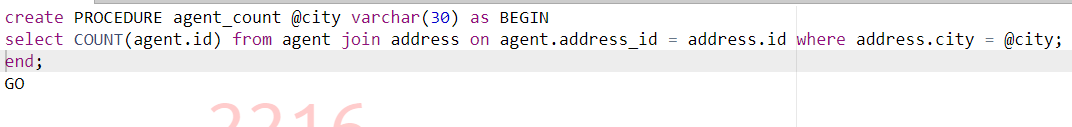 create PROCEDURE agent_count @city varchar(30) as BEGIN
select COUNT(agent.id) from agent join address on agent.address_id = address.id where address.city = @city;
end;
GO
2216